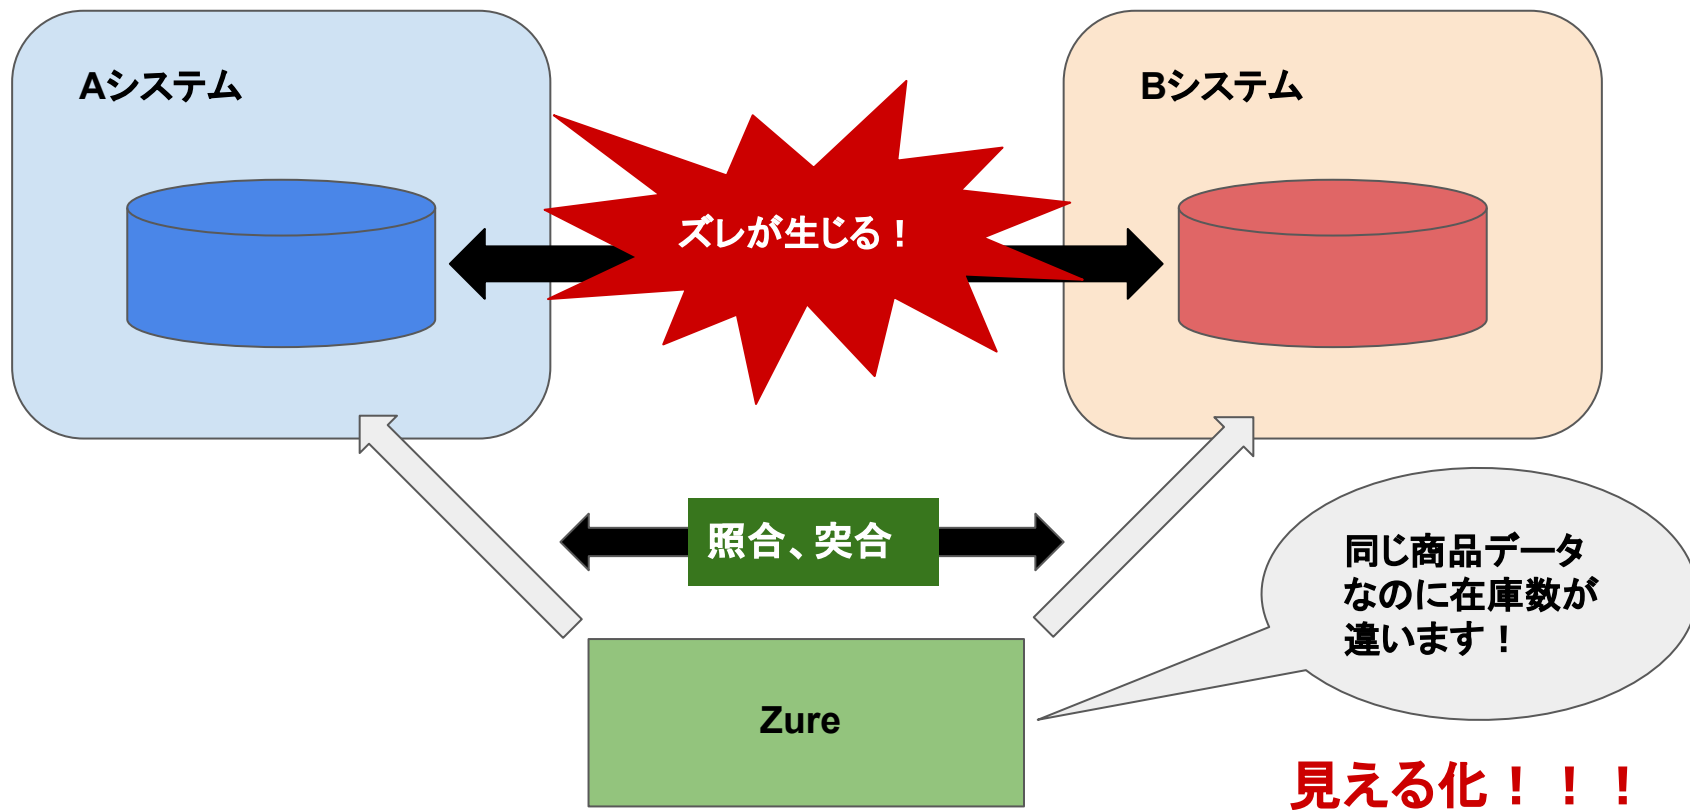 Aシステム
Bシステム
ズレが生じる！
照合、突合
同じ商品データ
なのに在庫数が
違います！
Zure
見える化！！！